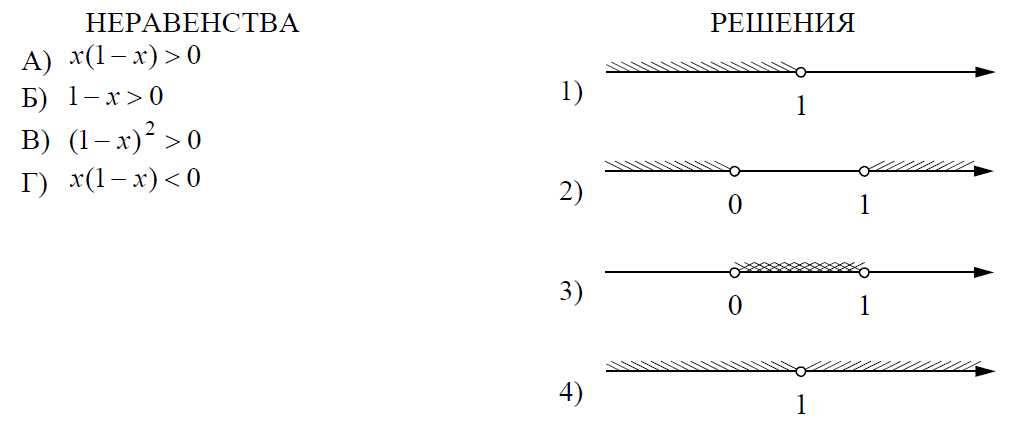 НЕРАВЕНСТВА
А) x(1 – x) > 0
Б) 1 – x > 0
В) (1 – x)² > 0
Г) x(1 – x) < 0
РЕШЕНИЯ
1)
1
2)
0 1
3)
0 1
4)
1